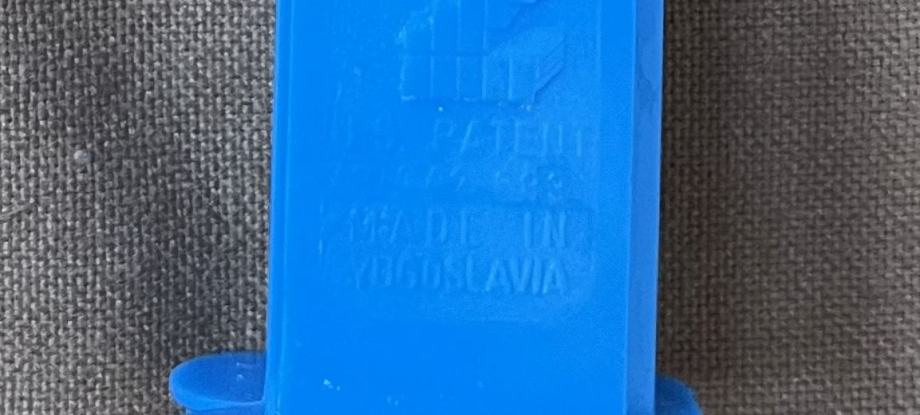 U.S. PATENT
MADE IN
YUGOSLAVIA